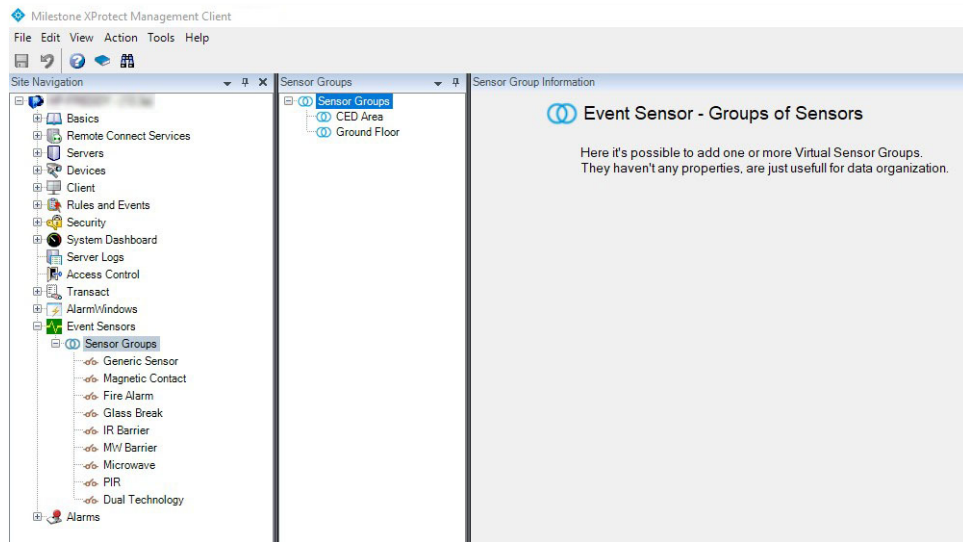 Milestone XProtect Management Client
File Edit View Action Tools Help
Site Navigation
Basics
Remote Connect Services
Servers
Devices
Client
Rules and Events
Security
System Dashboard
Server Logs
Access Control
Transact
AlarmWindows
Event Sensors
Sensor Groups
Generic Sensor
Magnetic Contact
Fire Alarm
Glass Break
IR Barrier
MW Barrier
Microwave
PIR
Dual Technology
Alarms
Sensor Groups
Sensor Groups
CED Area
Ground Floor
Sensor Group Information
Event Sensor - Groups of Sensors
Here it's possible to add one or more Virtual Sensor Groups.
They haven't any properties, are just usefull for data organization.